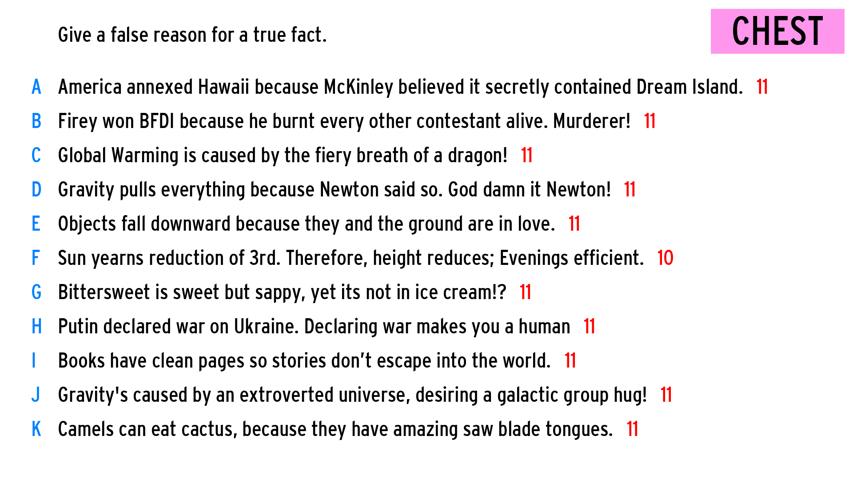 Give a false reason for a true fact.
CHEST
A America annexed Hawaii because McKinley believed it secretly contained Dream Island. 11
B Firey won BFDI because he burnt every other contestant alive. Murderer! 11
C Global Warming is caused by the fiery breath of a dragon! 11
D Gravity pulls everything because Newton said so. God damn it Newton! 11
E Objects fall downward because they and the ground are in love. 11
F Sun yearns reduction of 3rd. Therefore, height reduces; Evenings efficient. 10
G Bittersweet is sweet but sappy, yet its not in ice cream!? 11
H Putin declared war on Ukraine. Declaring war makes you a human 11
I Books have clean pages so stories don’t escape into the world. 11
J Gravity's caused by an extroverted universe, desiring a galactic group hug! 11
K Camels can eat cactus, because they have amazing saw blade tongues. 11